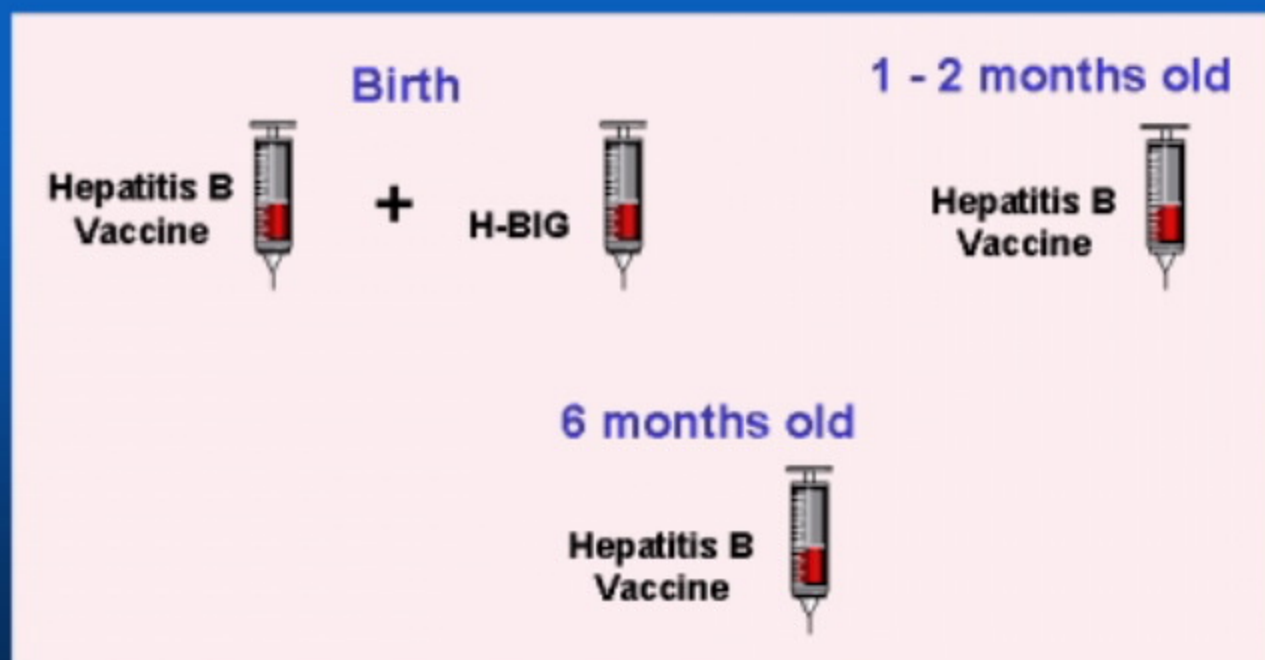 Birth
Hepatitis B
Vaccine
+
H-BIG
1 - 2 months old
Hepatitis B
Vaccine
6 months old
Hepatitis B
Vaccine